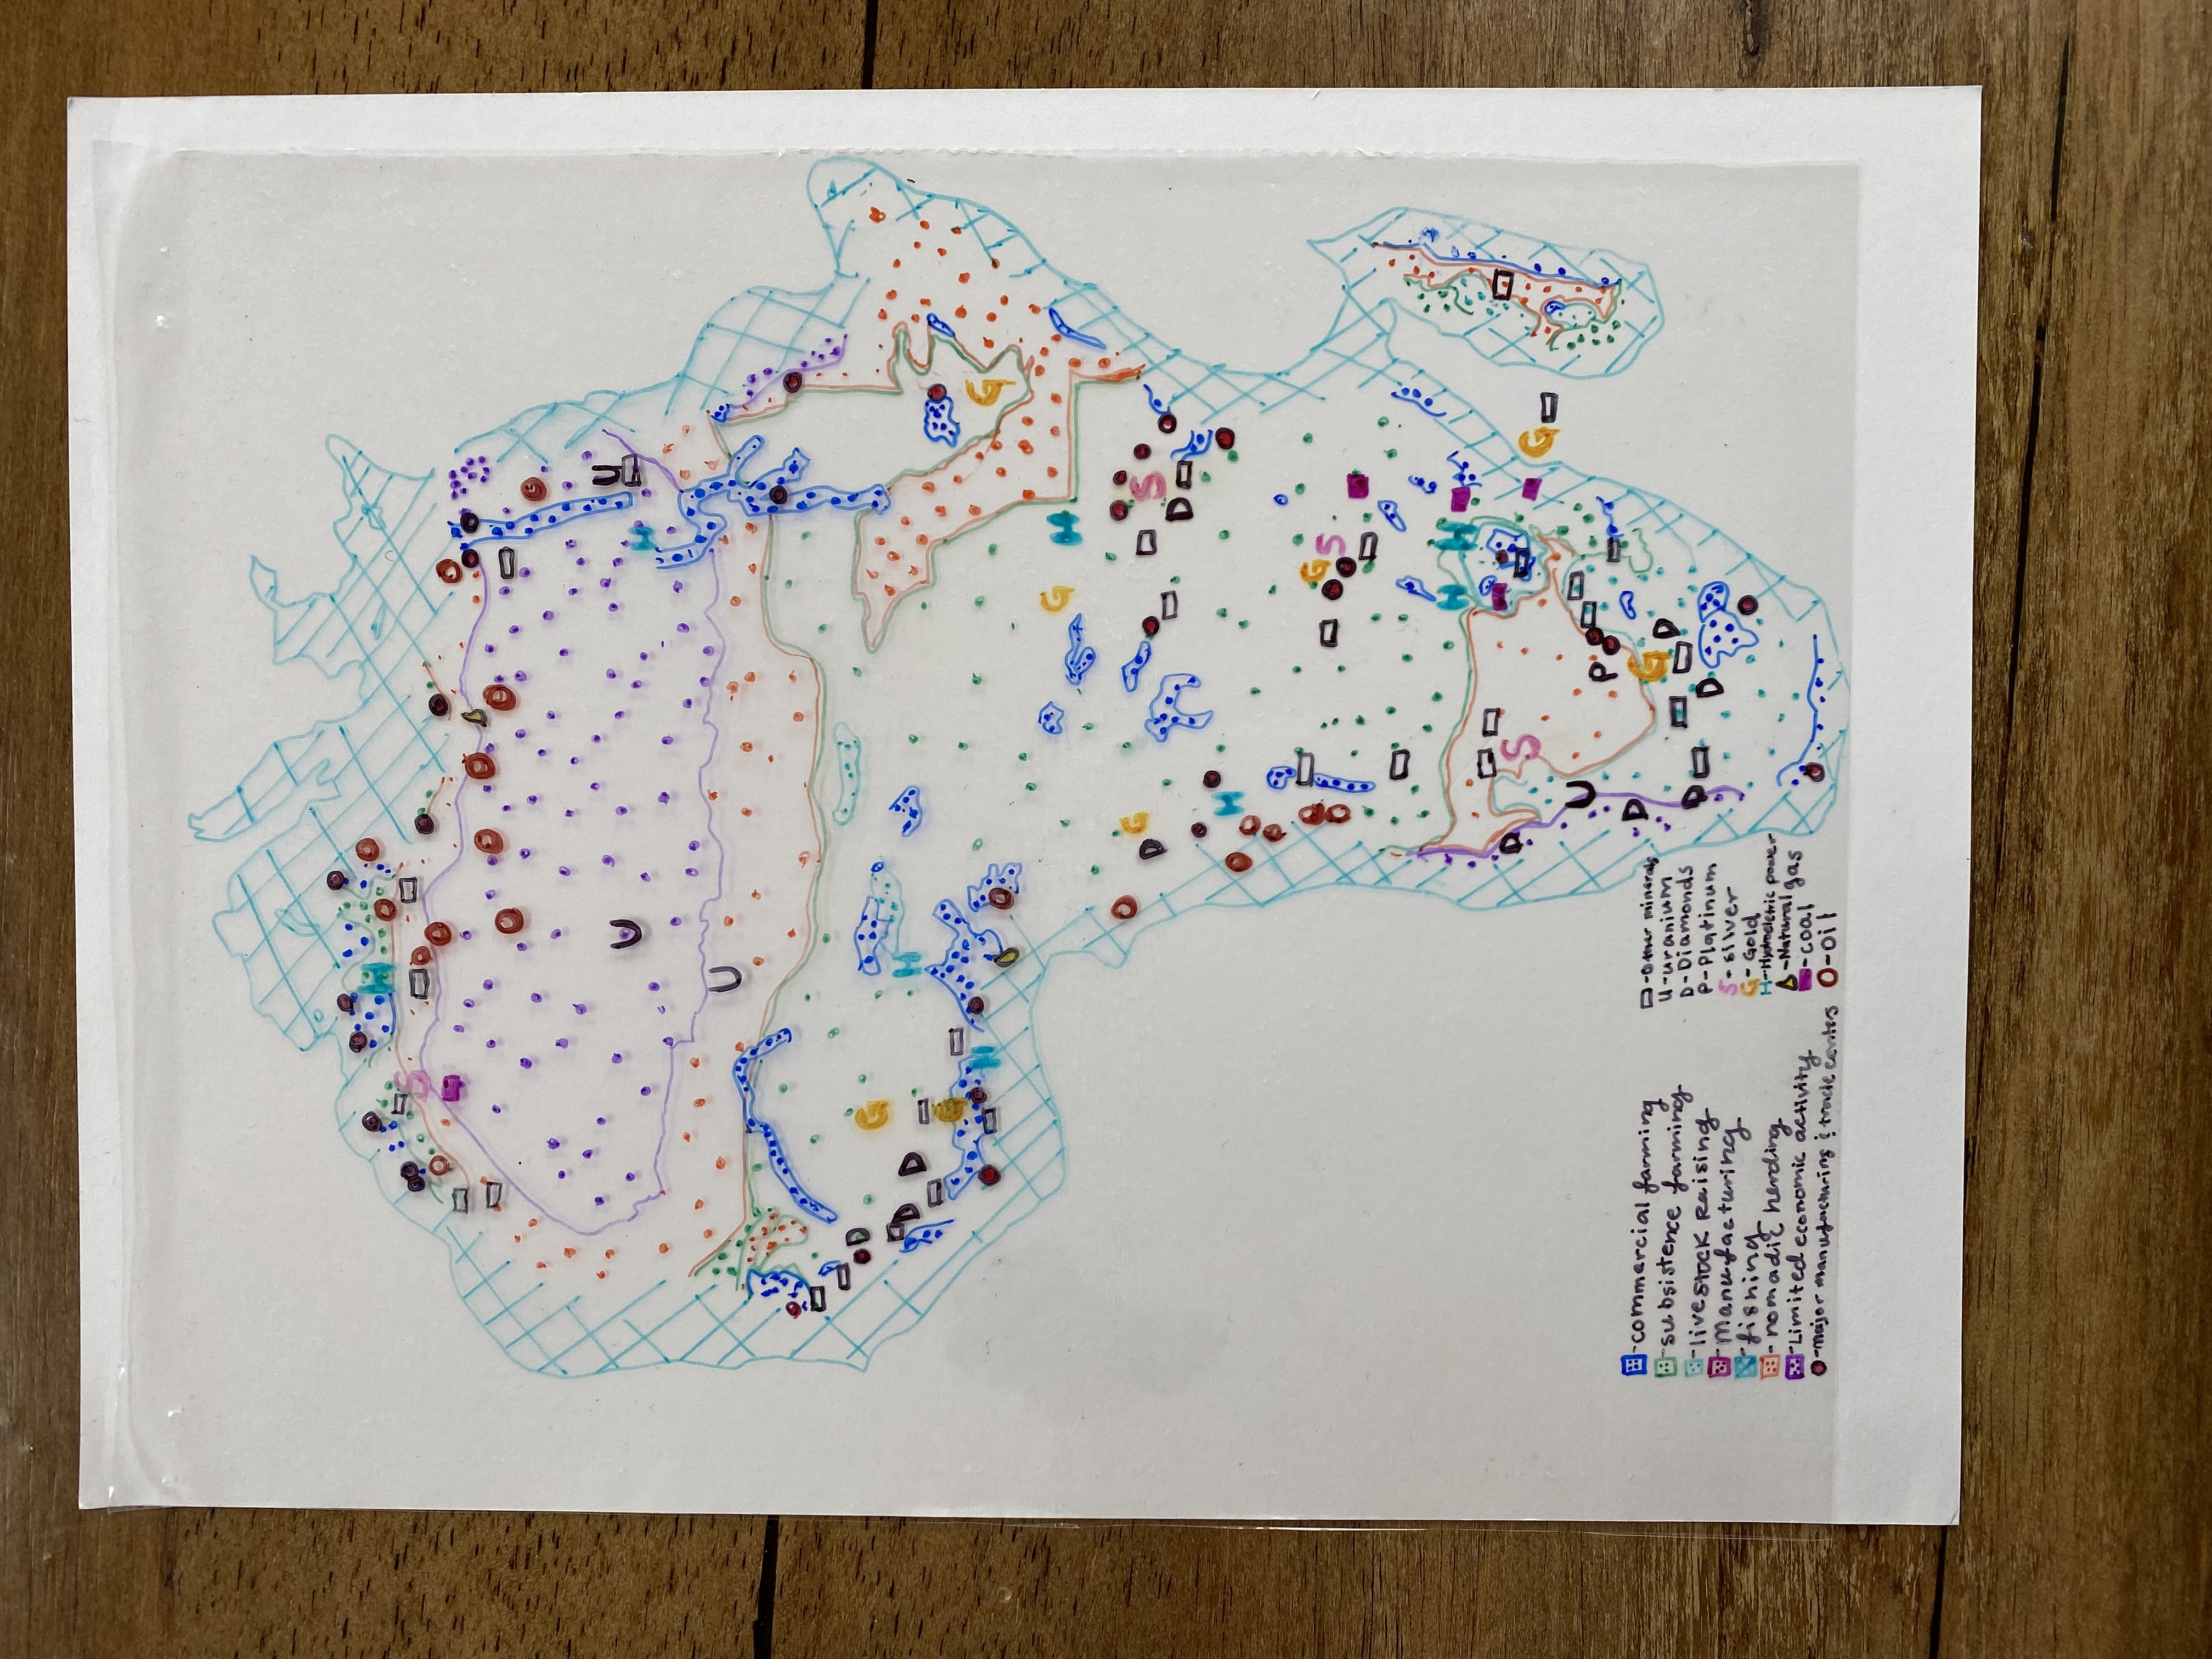 H
S
U
U
H
U
D
G
D
D
H
G
H
G
G
H
D
G
S
D
H
G
S
H
H
D
S
G
U
P
D
G
D
D
D
-commercial farming
-subsistence farming
-livestock Raising
-Manufacturing
-fishing
-nomadic herding
-Limited economic activity
-Major manufacturing & trade centers
-Other minerals
U-uranium
D-Diamonds
P-Platinum
S-silver
G-Gold
H-Hydroelctric power
-Natural gas
-coal
-oil